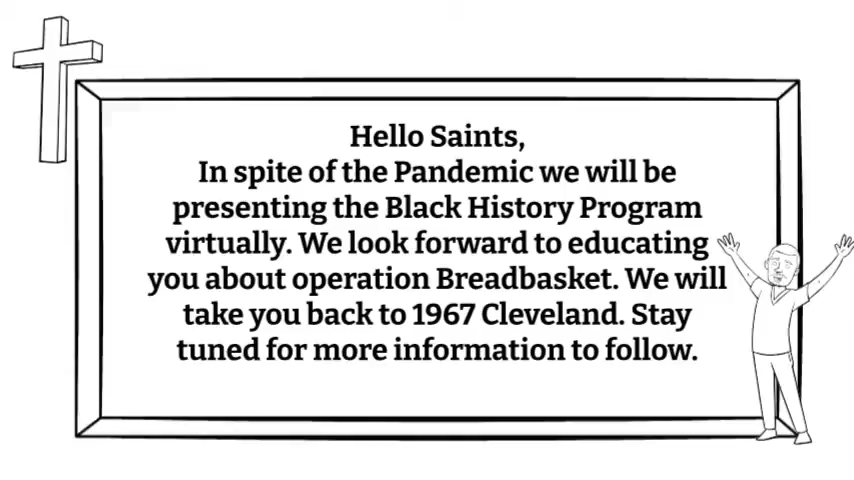 Hello Saints,
In spite of the Pandemic we will be
presenting the Black History Program
virtually. We look forward to educating
you about operation Breadbasket. We will
take you back to 1967 Cleveland. Stay
tuned for more information to follow.